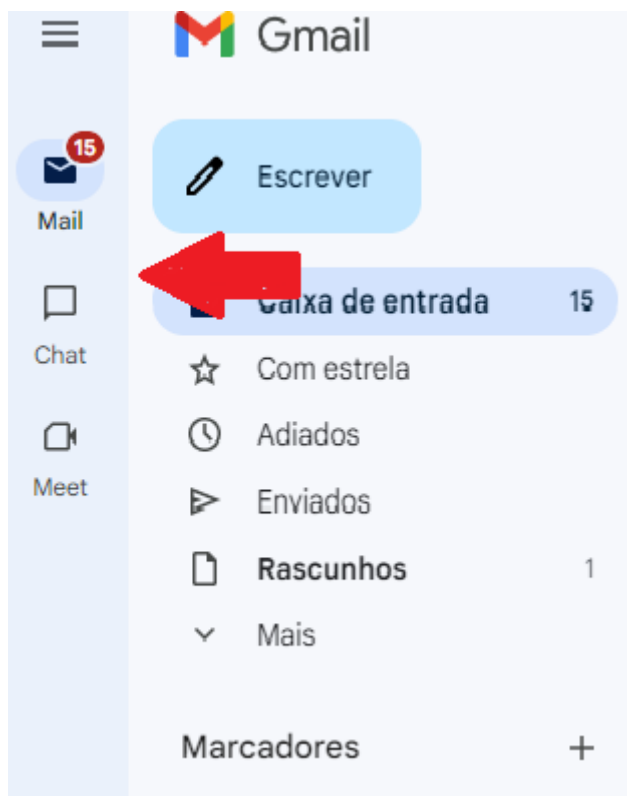 Gmail
15
Mail
Escrever
Caixa de entrada 15
Chat
Com estrela
Adiados
Meet
Enviados
Rascunhos 1
Mais
Marcadores +